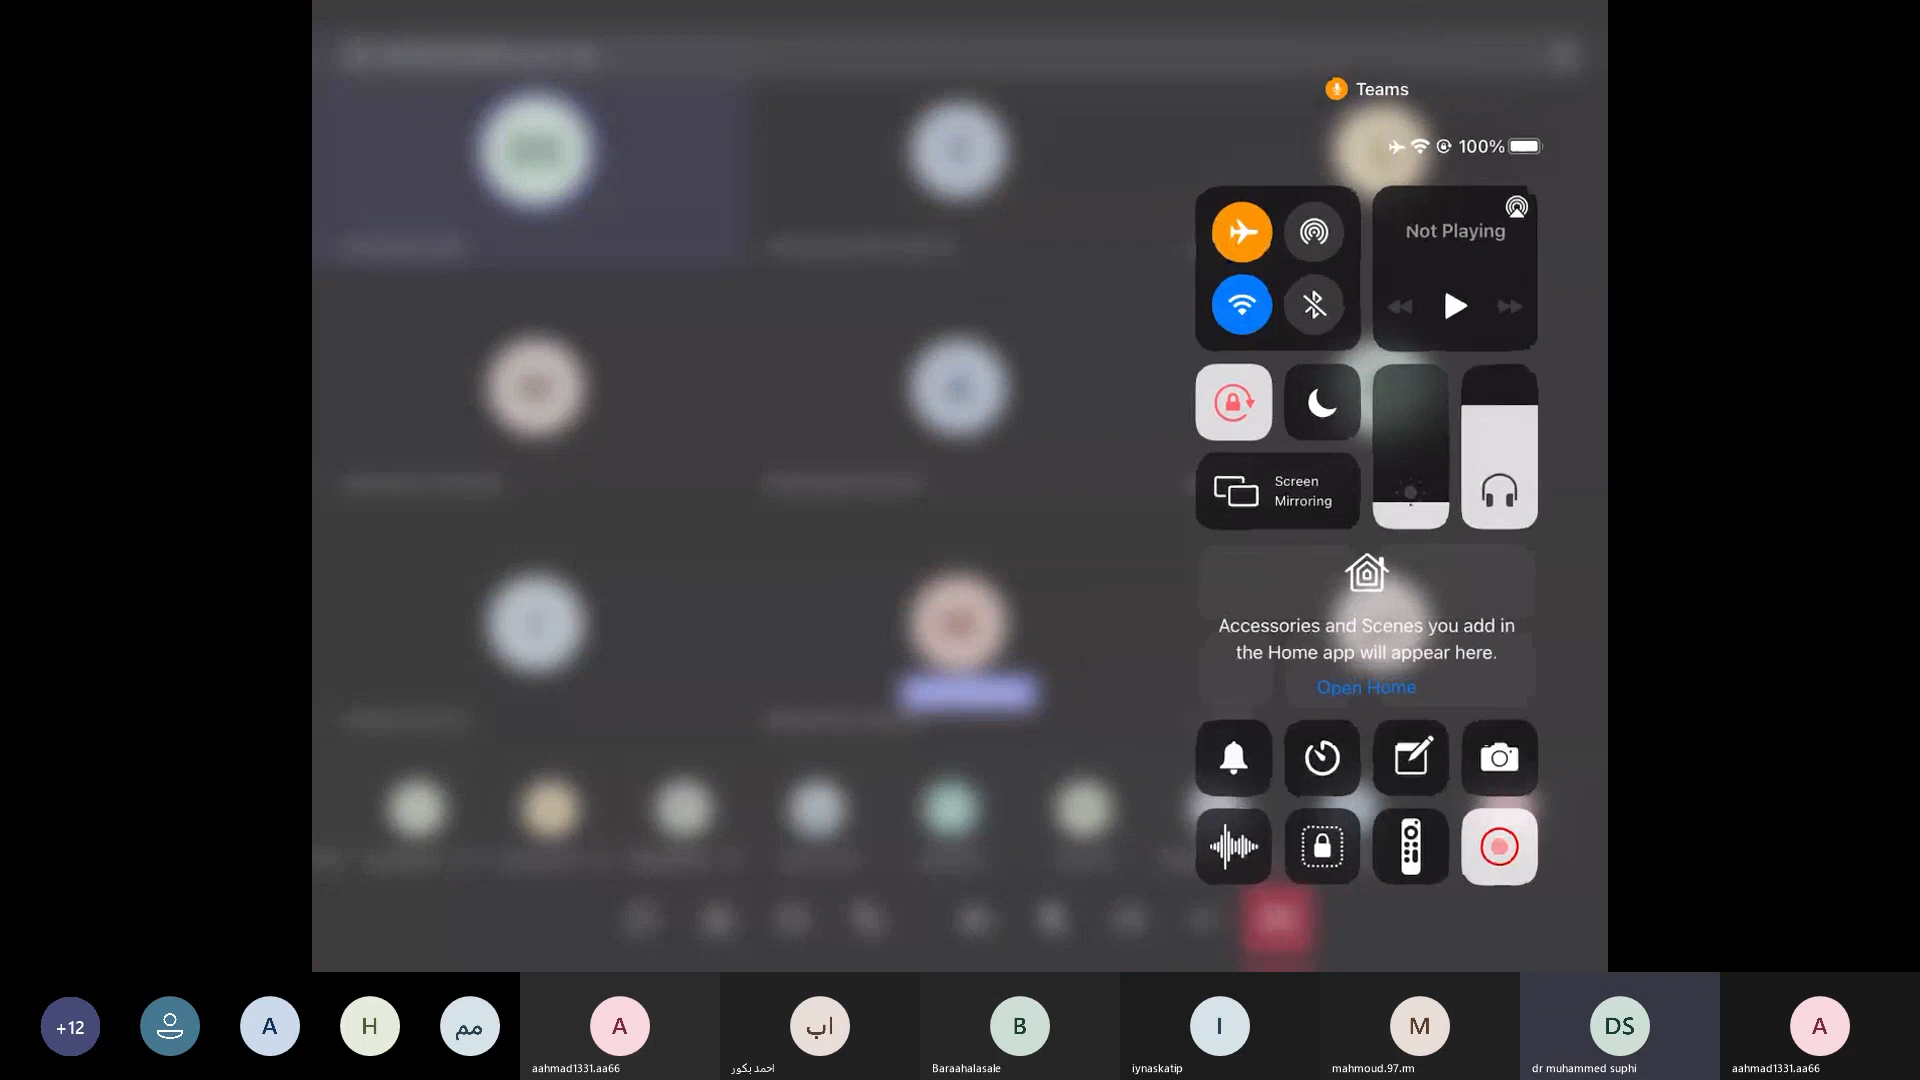 Teams
100%
Not Playing
Screen
Mirroring
Accessories and Scenes you add in
the Home app will appear here.
Open Home
+12
A
H
مم
A
اب
B
I
M
DS
A
aahmad1331.aa66
احمد بكور
Baraahalasale
iynaskatip
mahmoud.97.rm
dr muhammed suphi
aahmad1331.aa66